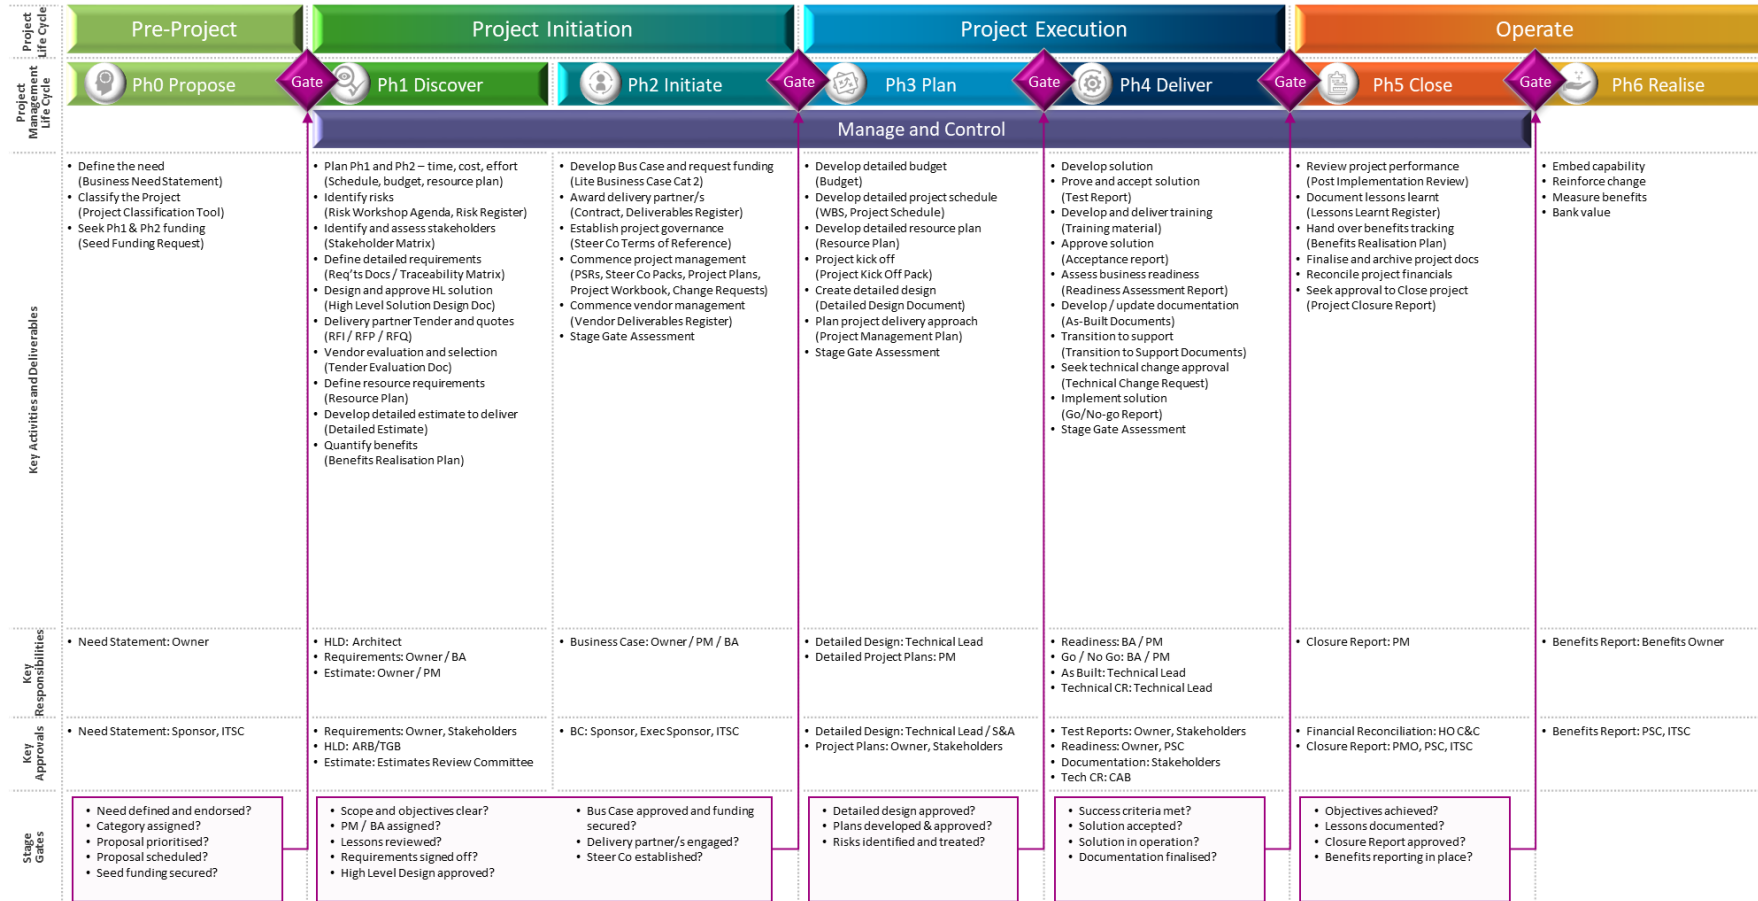 Project
Life Cycle
Pre-Project
Project Initiation
Project Execution
Operate
Project
Management
Life Cycle
Ph0 Propose
Gate
Ph1 Discover
Ph2 Initiate
Gate
Ph3 Plan
Gate
Ph4 Deliver
Gate
Ph5 Close
Gate
Ph6 Realise
Manage and Control
Key Activities and Deliverables
• Define the need
(Business Need Statement)
• Classify the Project
(Project Classification Tool)
• Seek Ph1 & Ph2 funding
(Seed Funding Request)
• Plan Ph1 and Ph2 – time, cost, effort
(Schedule, budget, resource plan)
• Identify risks
(Risk Workshop Agenda, Risk Register)
• Identify and assess stakeholders
(Stakeholder Matrix)
• Define detailed requirements
(Req'ts Docs / Traceability Matrix)
• Design and approve HL solution
(High Level Solution Design Doc)
• Delivery partner Tender and quotes
(RFI / RFP / RFQ)
• Vendor evaluation and selection
(Tender Evaluation Doc)
• Define resource requirements
(Resource Plan)
• Develop detailed estimate to deliver
(Detailed Estimate)
• Quantify benefits
(Benefits Realisation Plan)
• Develop Bus Case and request funding
(Lite Business Case Cat 2)
• Award delivery partner/s
(Contract, Deliverables Register)
• Establish project governance
(Steer Co Terms of Reference)
• Commence project management
(PSRs, Steer Co Packs, Project Plans,
Project Workbook, Change Requests)
• Commence vendor management
(Vendor Deliverables Register)
• Stage Gate Assessment
• Develop detailed budget
(Budget)
• Develop detailed project schedule
(WBS, Project Schedule)
• Develop detailed resource plan
(Resource Plan)
• Project kick off
(Project Kick Off Pack)
• Create detailed design
(Detailed Design Document)
• Plan project delivery approach
(Project Management Plan)
• Stage Gate Assessment
• Develop solution
• Prove and accept solution
(Test Report)
• Develop and deliver training
(Training material)
• Approve solution
(Acceptance report)
• Assess business readiness
(Readiness Assessment Report)
• Develop / update documentation
(As-Built Documents)
• Transition to support
(Transition to Support Documents)
• Seek technical change approval
(Technical Change Request)
• Implement solution
(Go/No-go Report)
• Stage Gate Assessment
• Review project performance
(Post Implementation Review)
• Document lessons learnt
(Lessons Learnt Register)
• Hand over benefits tracking
(Benefits Realisation Plan)
• Finalise and archive project docs
• Reconcile project financials
• Seek approval to Close project
(Project Closure Report)
• Embed capability
• Reinforce change
• Measure benefits
• Bank value
Key
Responsibilities
• Need Statement: Owner
• HLD: Architect
• Requirements: Owner / BA
• Estimate: Owner / PM
• Business Case: Owner / PM / BA
• Detailed Design: Technical Lead
• Detailed Project Plans: PM
• Readiness: BA / PM
• Go / No Go: BA / PM
• As Built: Technical Lead
• Technical CR: Technical Lead
• Closure Report: PM
• Benefits Report: Benefits Owner
Key
Approvals
• Need Statement: Sponsor, ITSC
• Requirements: Owner, Stakeholders
• HLD: ARB/TGB
• Estimate: Estimates Review Committee
• BC: Sponsor, Exec Sponsor, ITSC
• Detailed Design: Technical Lead / S&A
• Project Plans: Owner, Stakeholders
• Test Reports: Owner, Stakeholders
• Readiness: Owner, PSC
• Documentation: Stakeholders
• Tech CR: CAB
• Financial Reconciliation: HO C&C
• Closure Report: PMO, PSC, ITSC
• Benefits Report: PSC, ITSC
Stage
Gates
• Need defined and endorsed?
• Category assigned?
• Proposal prioritised?
• Proposal scheduled?
• Seed funding secured?
• Scope and objectives clear?
• PM / BA assigned?
• Lessons reviewed?
• Requirements signed off?
• High Level Design approved?
• Bus Case approved and funding
secured?
• Delivery partner/s engaged?
• Steer Co established?
• Detailed design approved?
• Plans developed & approved?
• Risks identified and treated?
• Success criteria met?
• Solution accepted?
• Solution in operation?
• Documentation finalised?
• Objectives achieved?
• Lessons documented?
• Closure Report approved?
• Benefits reporting in place?